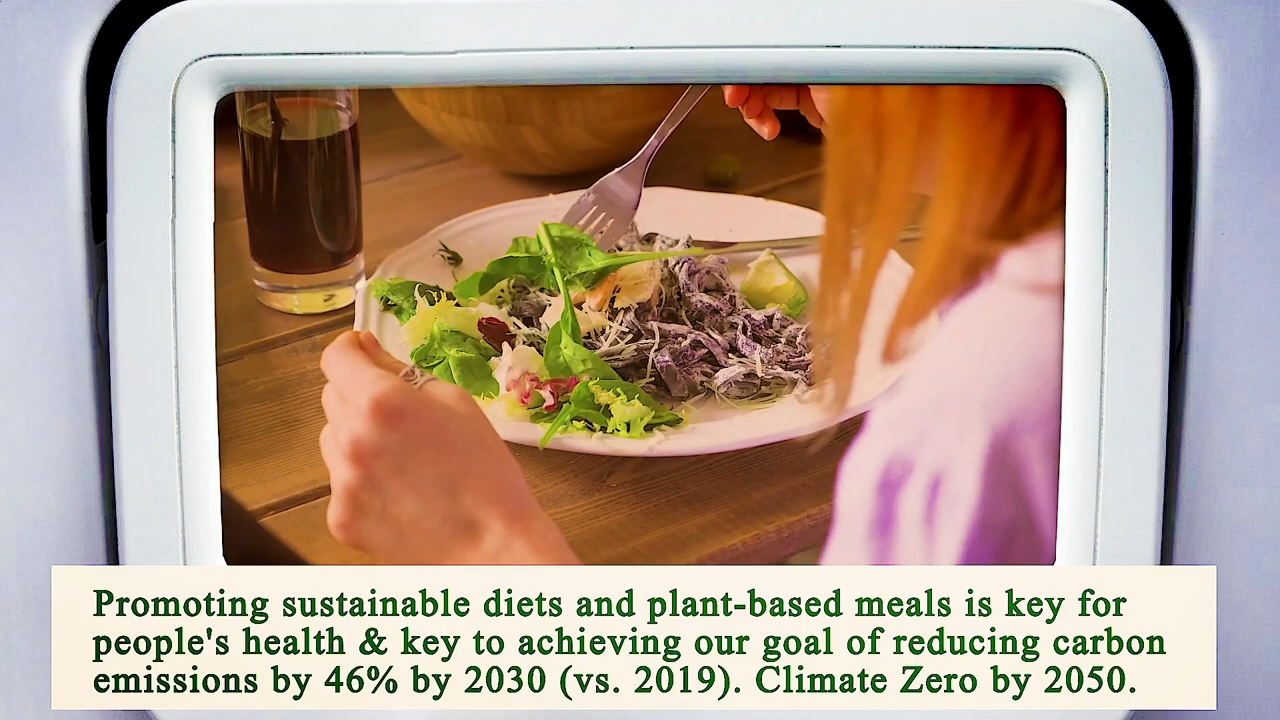 Promoting sustainable diets and plant-based meals is key for
people's health & key to achieving our goal of reducing carbon
emissions by 46% by 2030 (vs. 2019). Climate Zero by 2050.